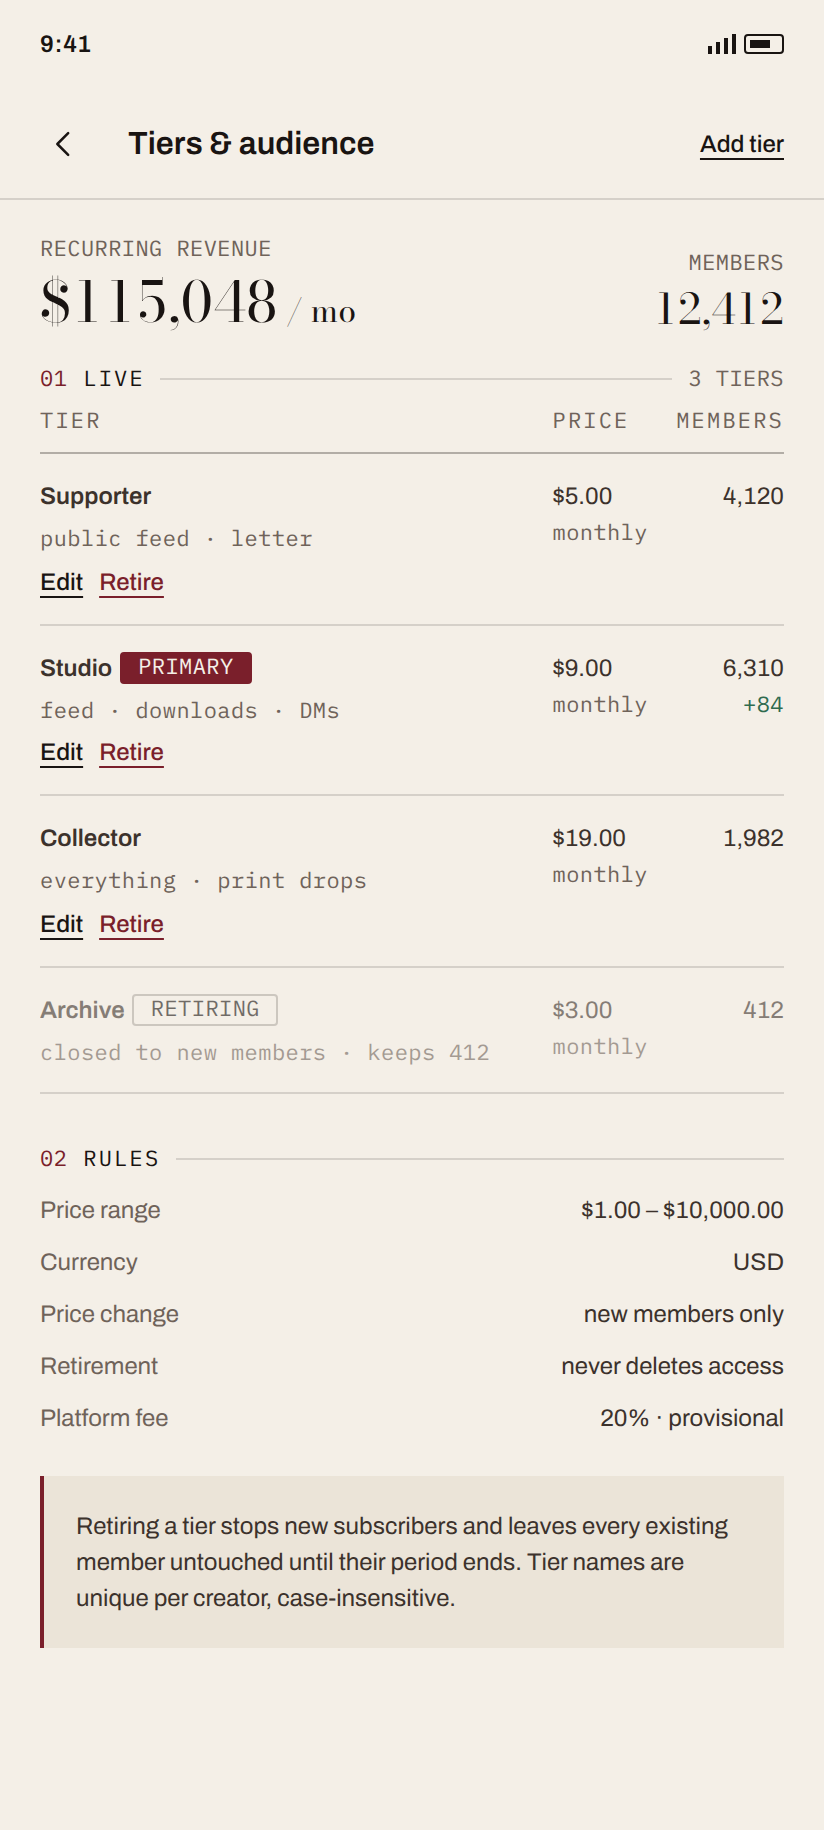 9:41
Tiers & audience
Add tier
RECURRING REVENUE
MEMBERS
$115,048 / mo
12,412
01 LIVE
3 TIERS
TIER PRICE MEMBERS
Supporter $5.00 4,120
public feed · letter monthly
Edit Retire
Studio PRIMARY $9.00 6,310
feed · downloads · DMs monthly +84
Edit Retire
Collector $19.00 1,982
everything · print drops monthly
Edit Retire
Archive RETIRING $3.00 412
closed to new members · keeps 412 monthly
02 RULES
Price range $1.00 – $10,000.00
Currency USD
Price change new members only
Retirement never deletes access
Platform fee 20% · provisional
Retiring a tier stops new subscribers and leaves every existing
member untouched until their period ends. Tier names are
unique per creator, case-insensitive.